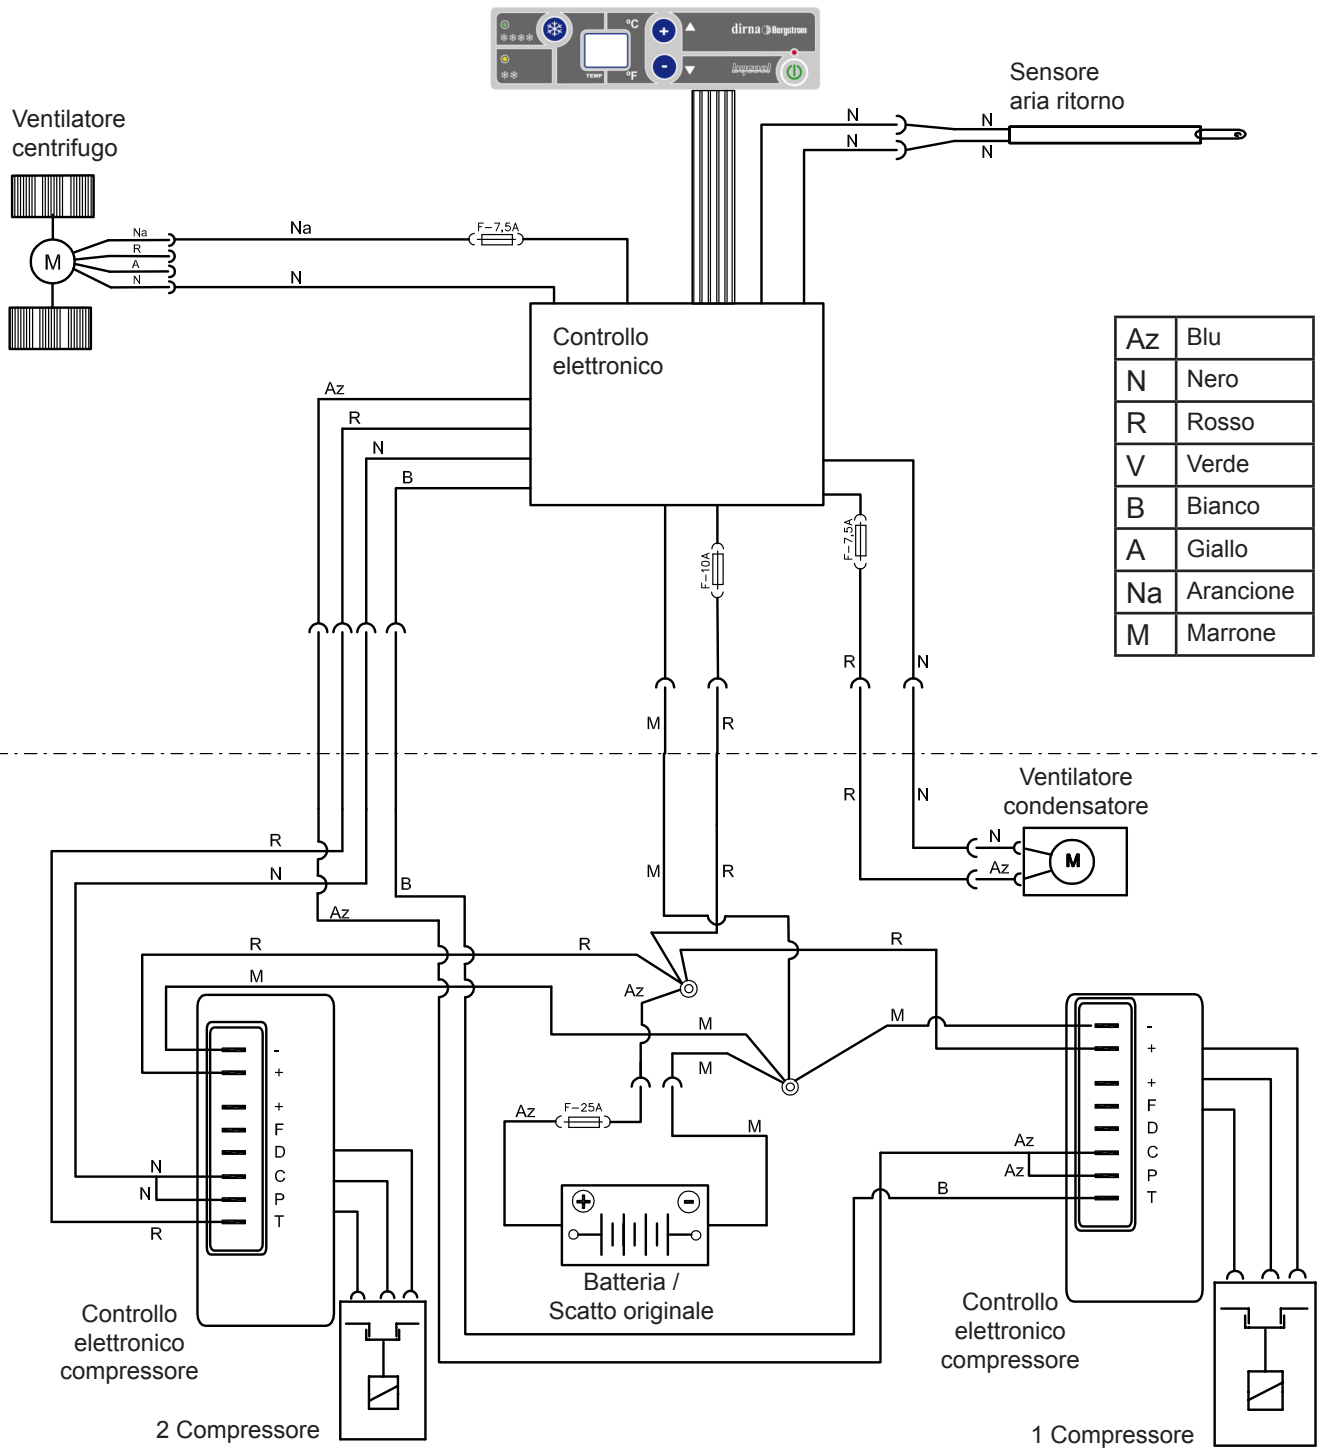 °C
dirna Bergstrom
bycool
TEMP
°F
+
-
Sensore
aria ritorno
N
N
N
N
Ventilatore
centrifugo
Na
R
A
N
Na
F-7,5A
N
M
Controllo
elettronico
Az Blu
N Nero
R Rosso
V Verde
B Bianco
A Giallo
Na Arancione
M Marrone
Az
R
N
B
F-10A
F-7,5A
R
N
M
R
R
N
Ventilatore
condensatore
N
Az
M
R
N
B
Az
M
R
R
M
R
Az
R
M
M
M
-
+
+
F
D
C
P
T
N
N
R
Az
F-25A
M
+
-
Batteria /
Scatto originale
-
+
+
F
D
C
P
T
Az
Az
B
Controllo
elettronico
compressore
2 Compressore
Controllo
elettronico
compressore
1 Compressore